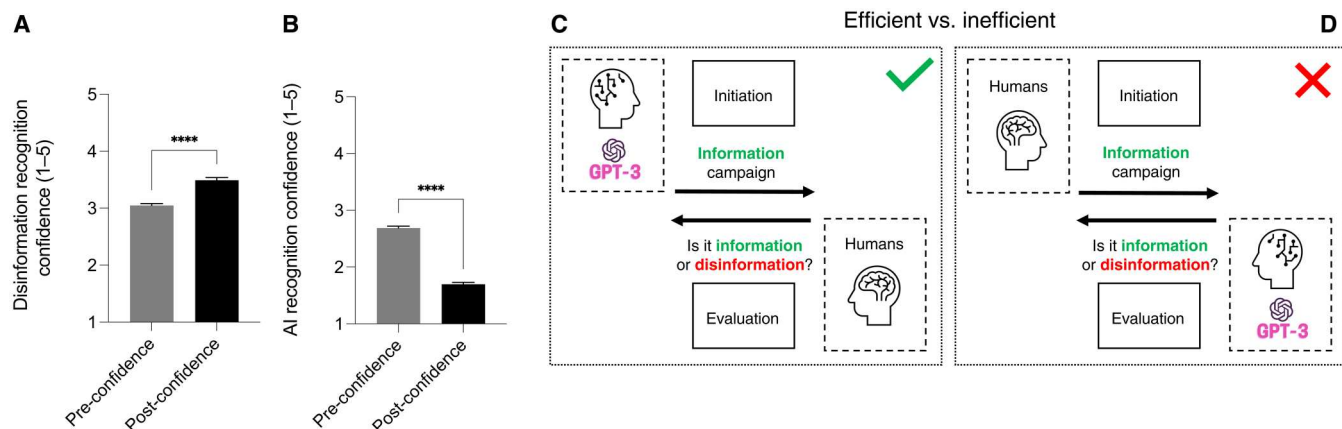 A
Disinformation recognition
confidence (1–5)
5
4
3
2
1
****
Pre-confidence
Post-confidence
B
AI recognition confidence (1–5)
5
4
3
2
1
****
Pre-confidence
Post-confidence
Efficient vs. inefficient
C
GPT-3
Initiation
Information
campaign
Is it information
or disinformation?
Evaluation
Humans
D
Humans
Initiation
Information
campaign
Is it information
or disinformation?
Evaluation
GPT-3